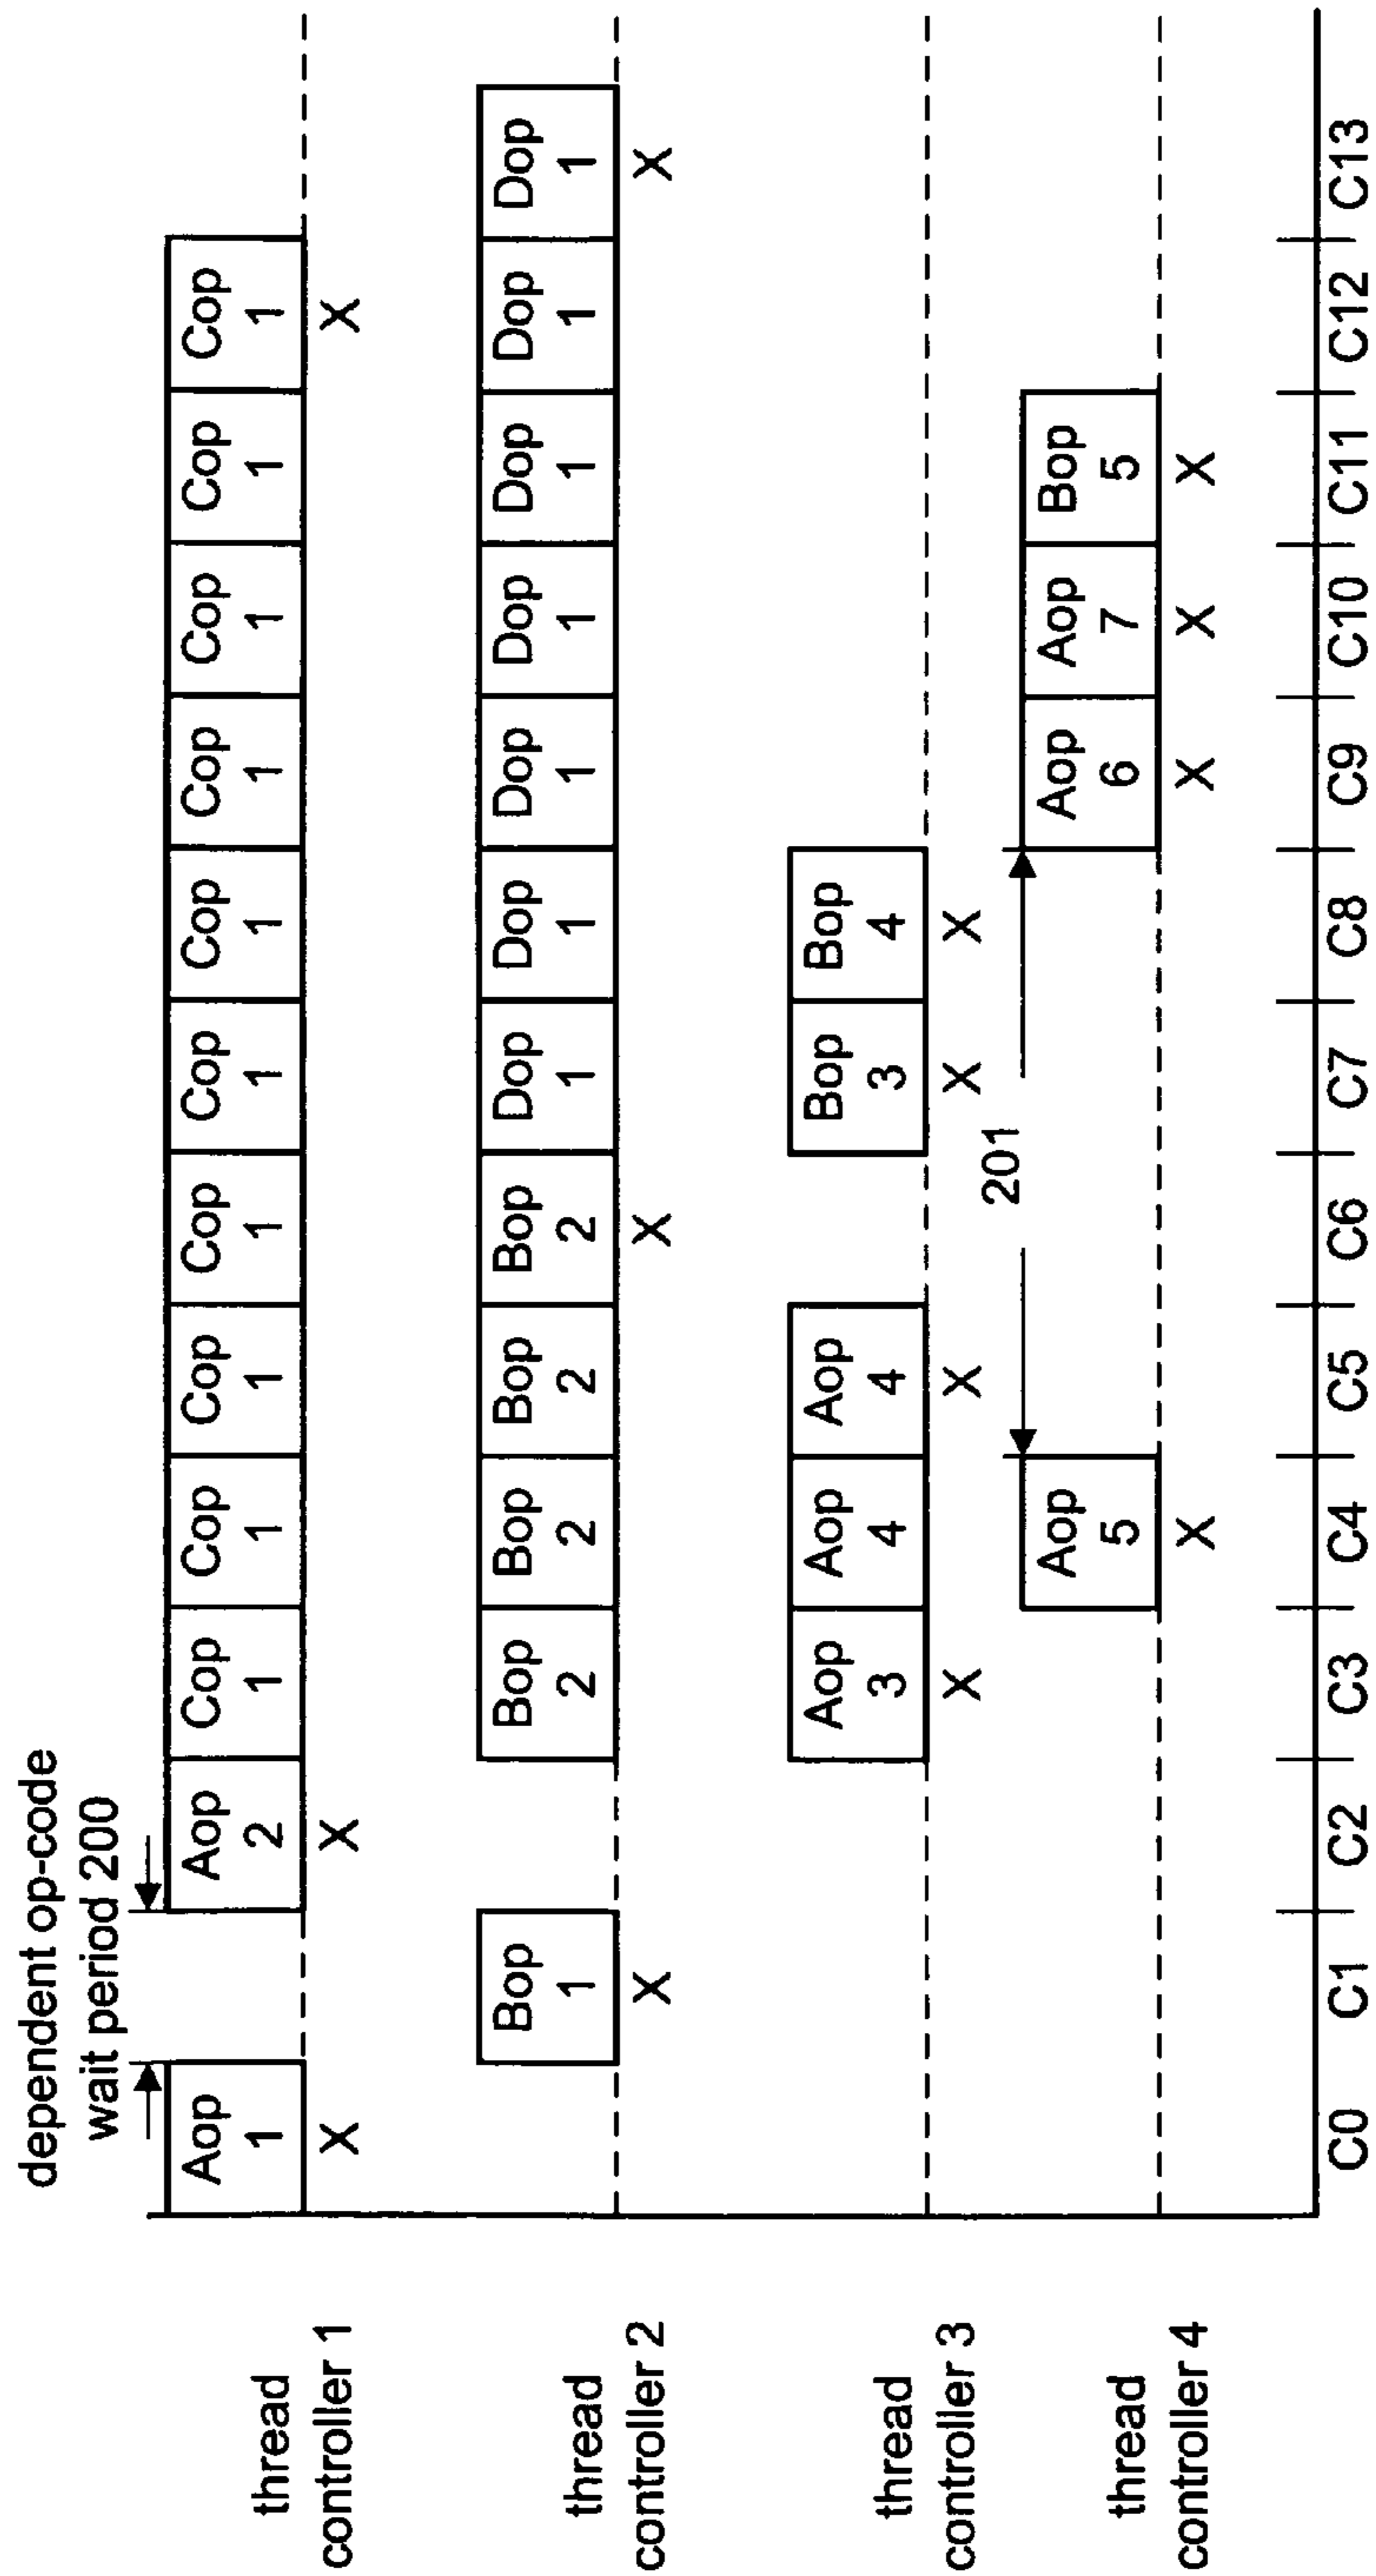 dependent op-code
wait period 200
Aop Aop Cop Cop Cop Cop Cop Cop Cop Cop Cop Cop
thread 1 2 1 1 1 1 1 1 1 1 1 1
controller 1 X X X
Bop Bop Bop Bop Bop Dop Dop Dop Dop Dop Dop Dop
thread 1 2 2 2 2 1 1 1 1 1 1 1
controller 2 X X X
Aop Aop Aop Bop Bop
thread 3 4 4 3 4
controller 3 X X X X
201
Aop Aop Aop Bop
thread 5 6 7 5
controller 4 X X X X
C0 C1 C2 C3 C4 C5 C6 C7 C8 C9 C10 C11 C12 C13